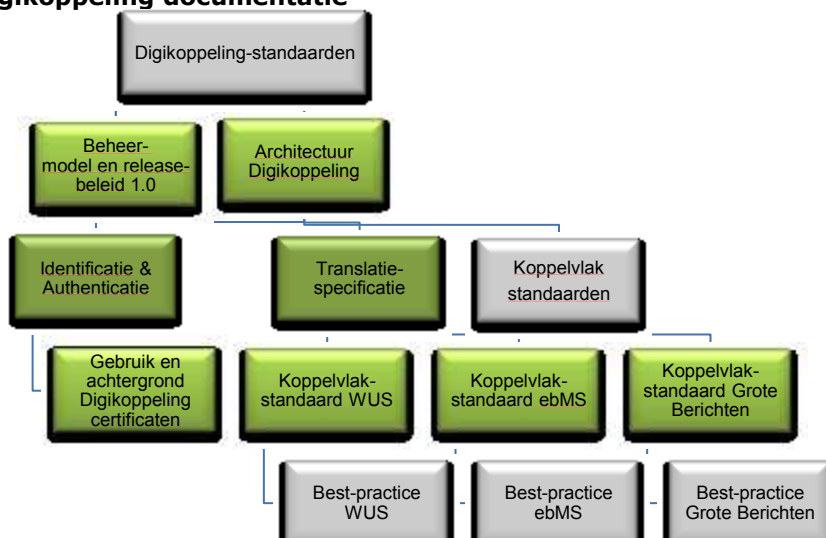 gikoppeling documentatie
Digikoppeling-standaarden
Beheer-
model en release-
beleid 1.0
Architectuur
Digikoppeling
Identificatie &
Authenticatie
Translatie-
specificatie
Koppelvlak
standaarden
Gebruik en
achtergrond
Digikoppeling
certificaten
Koppelvlak-
standaard WUS
Koppelvlak-
standaard ebMS
Koppelvlak-
standaard Grote
Berichten
Best-practice
WUS
Best-practice
ebMS
Best-practice
Grote Berichten